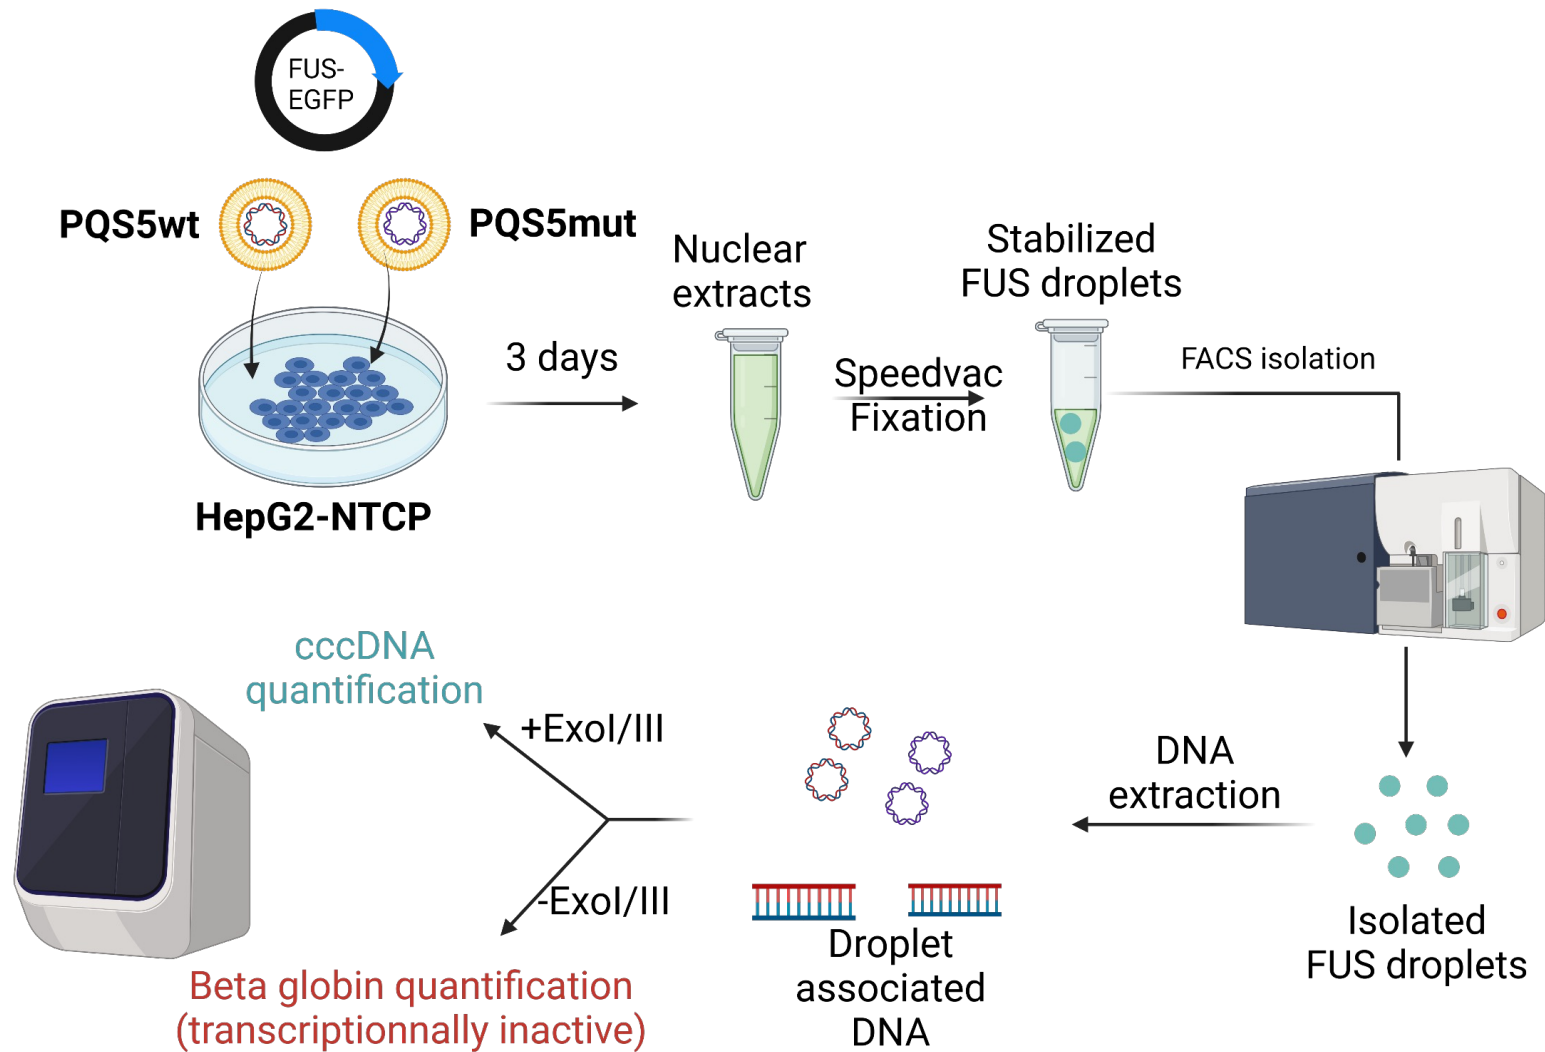 FUS-
EGFP
PQS5wt
PQS5mut
HepG2-NTCP
3 days
Nuclear
extracts
Speedvac
Fixation
Stabilized
FUS droplets
FACS isolation
Isolated
FUS droplets
DNA
extraction
Droplet
associated
DNA
+ExoI/III
-ExoI/III
cccDNA
quantification
Beta globin quantification
(transcriptionnally inactive)